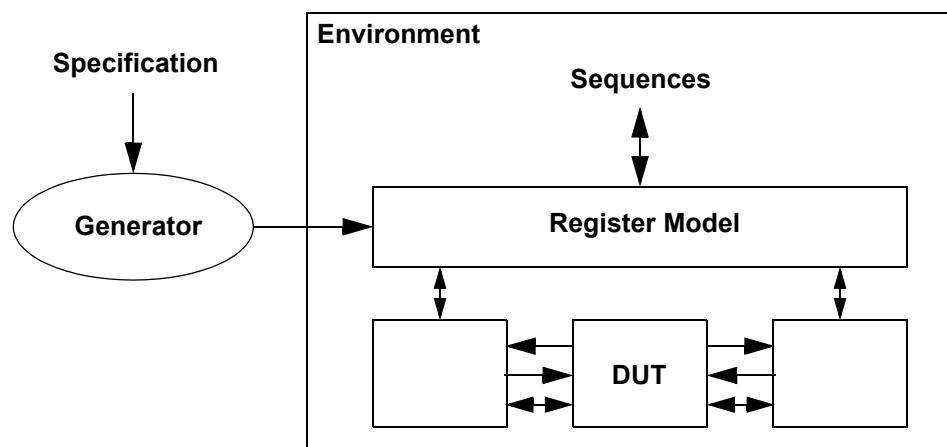 Environment
Specification
Sequences
Generator
Register Model
DUT